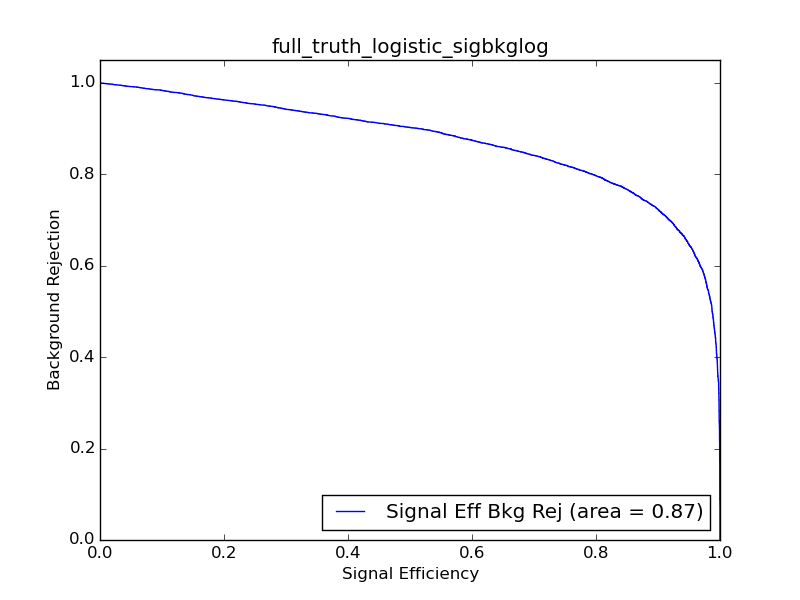 full_truth_logistic_sigbkglog
1.0
0.8
0.6
0.4
0.2
0.0
Background Rejection
Signal Eff Bkg Rej (area = 0.87)
0.0 0.2 0.4 0.6 0.8 1.0
Signal Efficiency